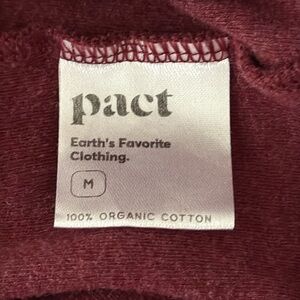 pact
Earth's Favorite
Clothing.
M
100% ORGANIC COTTON